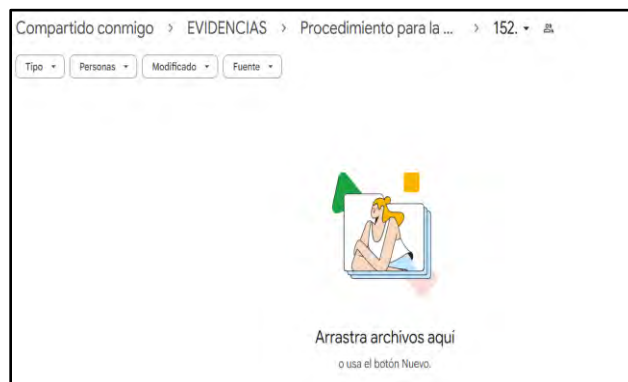 Compartido conmigo > EVIDENCIAS > Procedimiento para la ... > 152.
Tipo Personas Modificado Fuente
Arrastra archivos aquí
o usa el botón Nuevo.